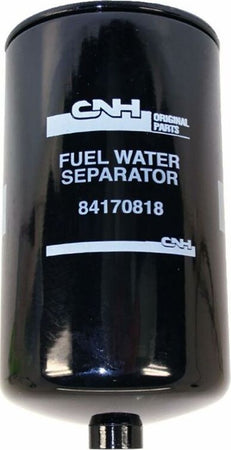 CNH ORIGINAL
PARTS
FUEL WATER
SEPARATOR
84170818
CNH